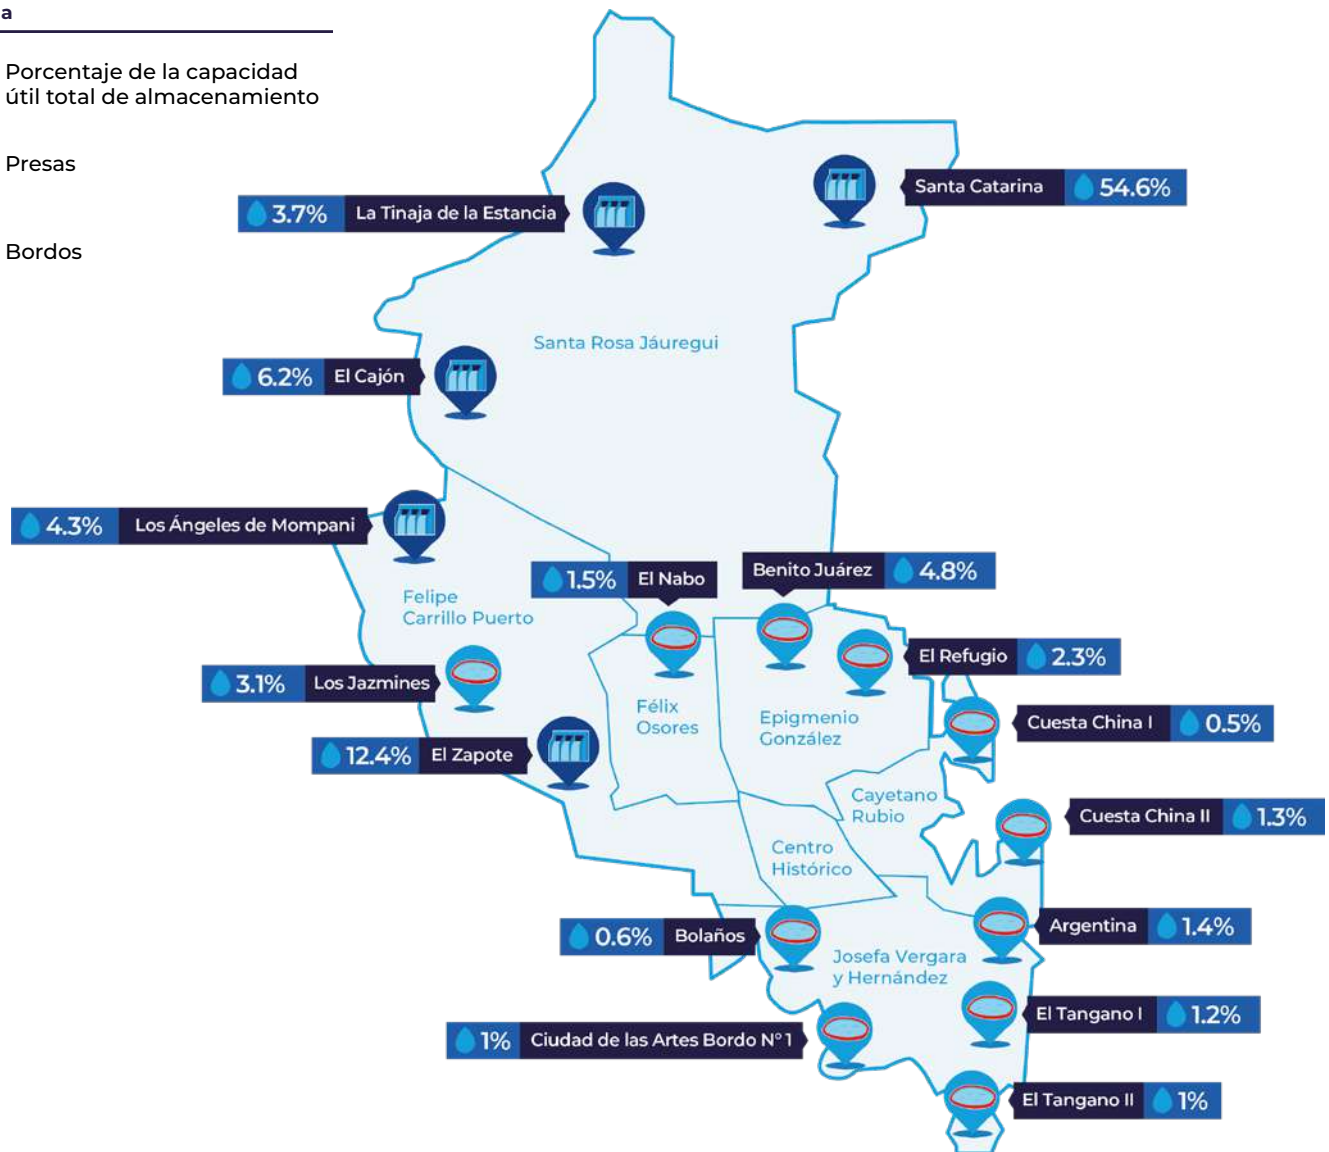 a
Porcentaje de la capacidad
útil total de almacenamiento
Presas
Bordos
Santa Catarina 54.6%
3.7% La Tinaja de la Estancia
Santa Rosa Jáuregui
6.2% El Cajón
4.3% Los Ángeles de Mompani
1.5% El Nabo
Benito Juárez 4.8%
Felipe
Carrillo Puerto
El Refugio 2.3%
3.1% Los Jazmines
Félix
Osores
Epigmenio
González
Cuesta China I 0.5%
12.4% El Zapote
Cayetano
Rubio
Cuesta China II 1.3%
Centro
Histórico
0.6% Bolaños
Argentina 1.4%
Josefa Vergara
y Hernández
El Tangano I 1.2%
1% Ciudad de las Artes Bordo N° 1
El Tangano II 1%